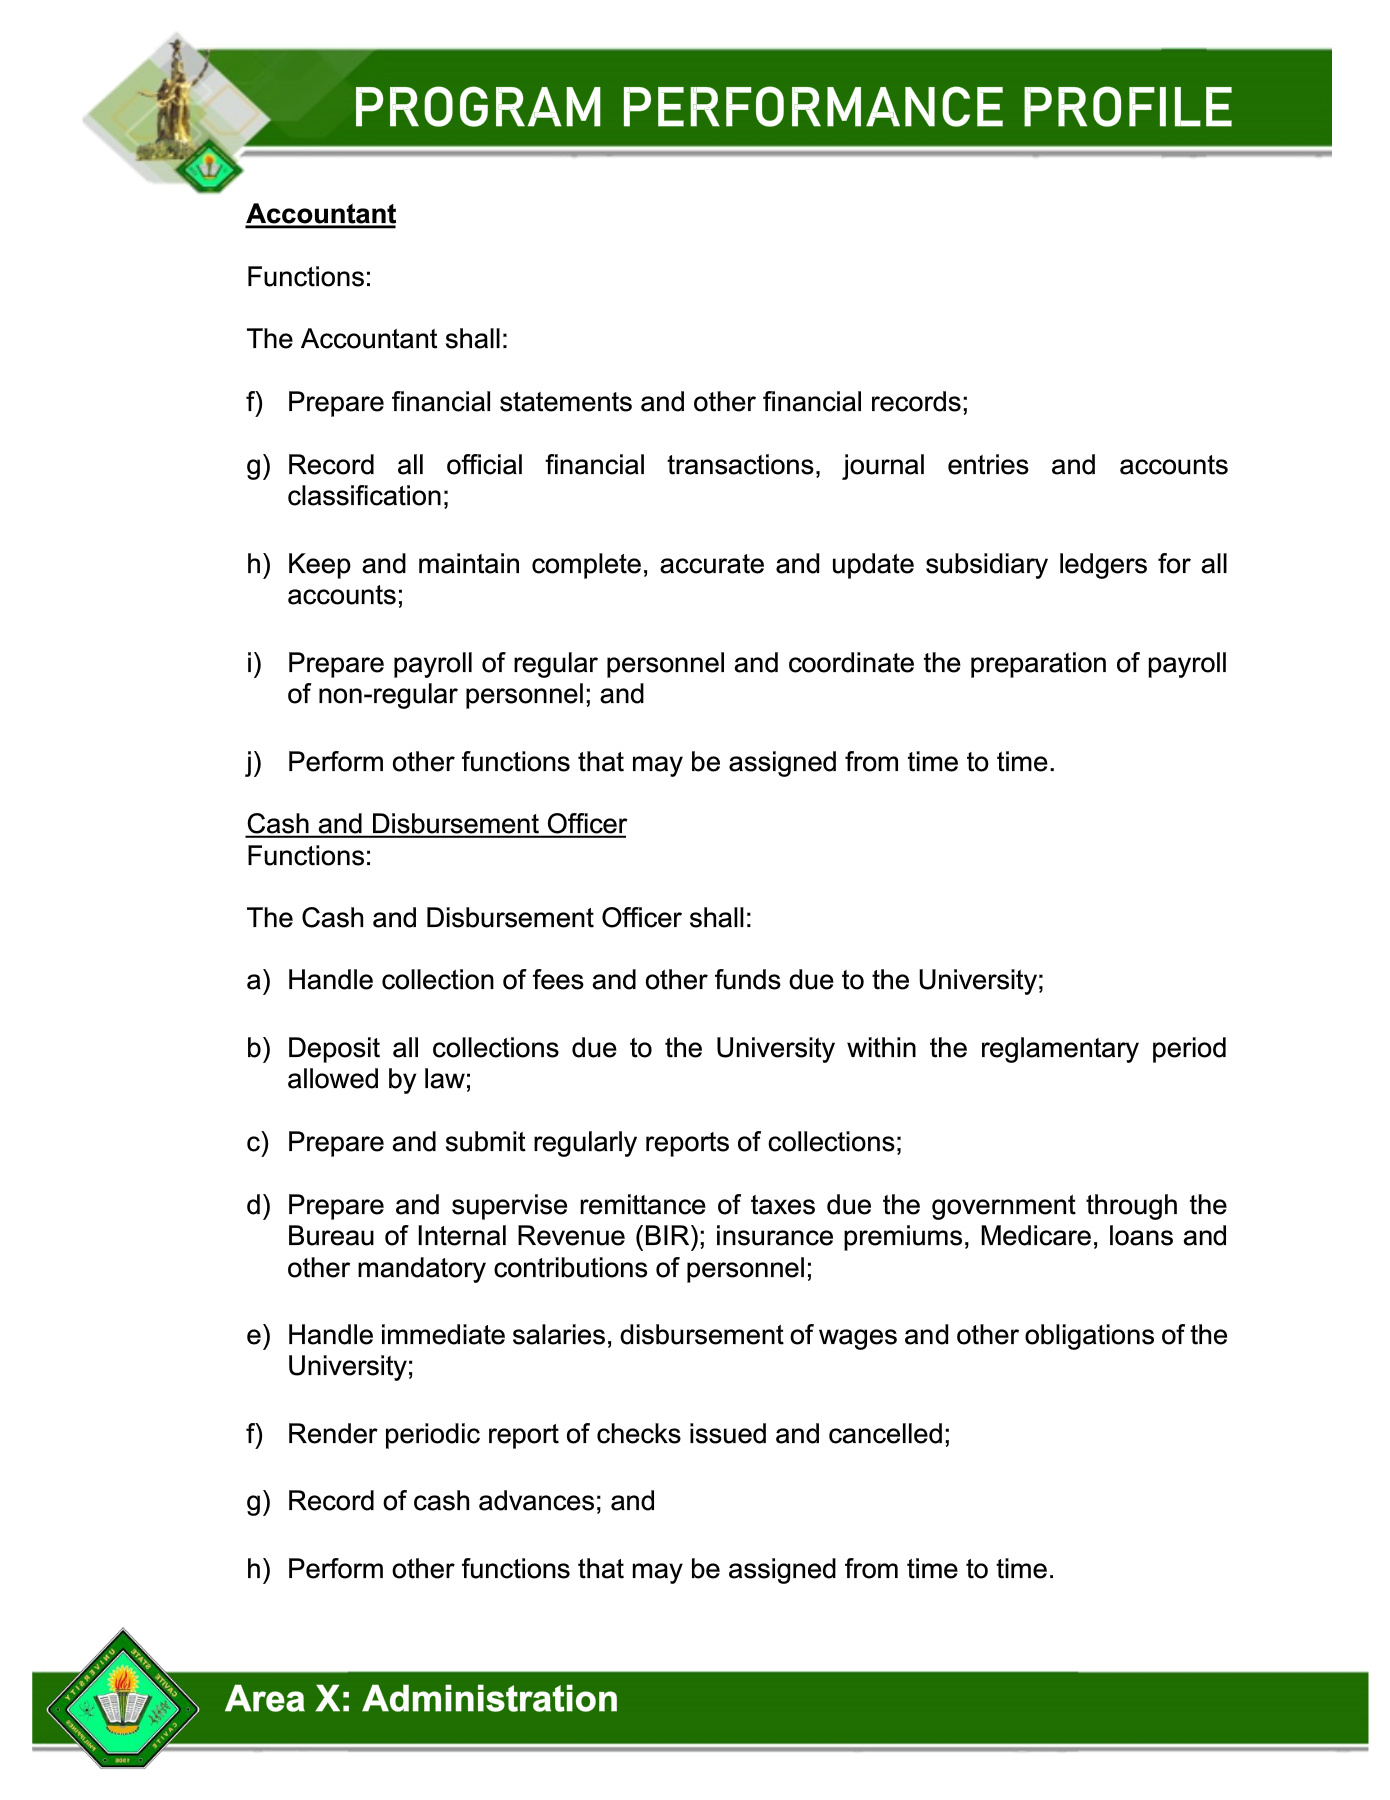 PROGRAM PERFORMANCE PROFILE
Accountant
Functions:
The Accountant shall:
f) Prepare financial statements and other financial records;
g) Record all official financial transactions, journal entries and accounts
classification;
h) Keep and maintain complete, accurate and update subsidiary ledgers for all
accounts;
i) Prepare payroll of regular personnel and coordinate the preparation of payroll
of non-regular personnel; and
j) Perform other functions that may be assigned from time to time.
Cash and Disbursement Officer
Functions:
The Cash and Disbursement Officer shall:
a) Handle collection of fees and other funds due to the University;
b) Deposit all collections due to the University within the reglamentary period
allowed by law;
c) Prepare and submit regularly reports of collections;
d) Prepare and supervise remittance of taxes due the government through the
Bureau of Internal Revenue (BIR); insurance premiums, Medicare, loans and
other mandatory contributions of personnel;
e) Handle immediate salaries, disbursement of wages and other obligations of the
University;
f) Render periodic report of checks issued and cancelled;
g) Record of cash advances; and
h) Perform other functions that may be assigned from time to time.
CAVITE STATE UNIVERSITY
CAVITE
PHILIPPINES
1906
Area X: Administration